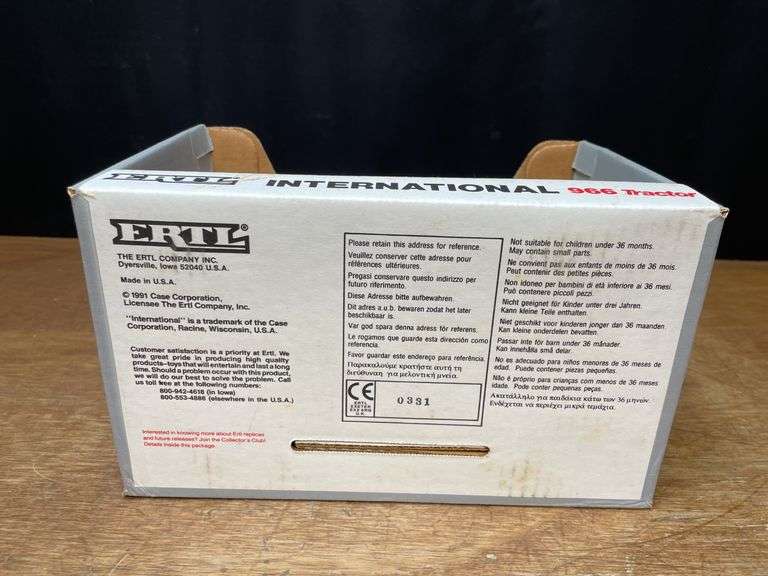 ERTL INTERNATIONAL 966 Tractor
ERTL®
THE ERTL COMPANY INC.
Dyersville, Iowa 52040 U.S.A.
Made in U.S.A.
© 1991 Case Corporation,
Licensee The Ertl Company, Inc.
"International" is a trademark of the Case
Corporation, Racine, Wisconsin, U.S.A.
Customer satisfaction is a priority at Ertl. We
take great pride in producing high quality
products-toys that will entertain and last a long
time. Should a problem occur with this product,
we will do our best to solve the problem. Call
us toll free at the following numbers:
800-942-4618 (in Iowa)
800-553-4886 (elsewhere in the U.S.A.)
Interested in knowing more about Ertl replicas
and future releases? Join the Collector's Club!
Details inside this package.
Please retain this address for reference.
Veuillez conserver cette adresse pour
références ultérieures.
Pregasi conservare questo indirizzo per
futuro riferimento.
Diese Adresse bitte aufbewahren
Dit adres a.u.b. bewaren zodat het later
beschikbaar is.
Var god spara denna adress för referens.
Le rogamos que guarde esta dirección como
referencia.
Favor guardar este endereço para referência.
Παρακαλούμε κρατήστε αυτή τη
διεύθυνση για μελοντική μνεία.
CE
ERTL
EXETER
EX2 8RQ
U.K.
0381
Not suitable for children under 36 months.
May contain small parts.
Ne convient pas aux enfants de moins de 36 mois.
Peut contenir des petites pièces.
Non idoneo per bambini di età inferiore ai 36 mesi.
Può contenere piccoli pezzi.
Nicht geeignet für Kinder unter drei Jahren.
Kann kleine Teile enthalten.
Niet geschikt voor kinderen jonger dan 36 maanden.
Kan kleine onderdelen bevatten.
Passar inte för barn under 36 månader.
Kan innehålla små delar.
No es adecuado para niños menores de 36 meses de
edad. Puede contener piezas pequeñas.
Não é próprio para crianças com menos de 36 meses
de idade. Pode conter pequenas peças.
Ακατάλληλο για παιδάκια κάτω των 36 μηνών.
Ενδέχεται να περιέχει μικρά τεμάχια.